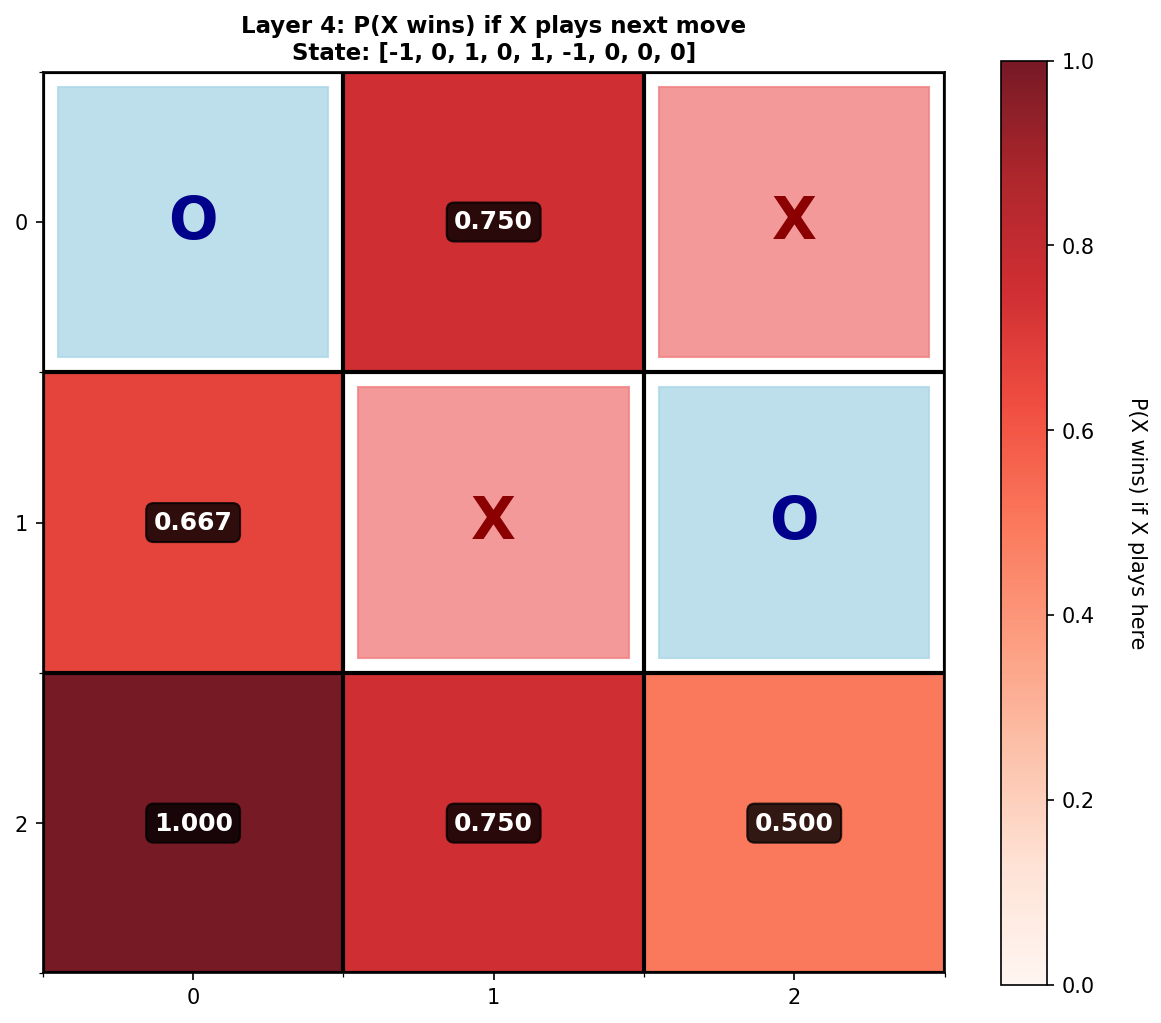 Layer 4: P(X wins) if X plays next move
State: [-1, 0, 1, 0, 1, -1, 0, 0, 0]
0
O
0.750
X
1
0.667
X
O
2
1.000
0.750
0.500
0
1
2
1.0
0.8
0.6
0.4
0.2
0.0
P(X wins) if X plays here